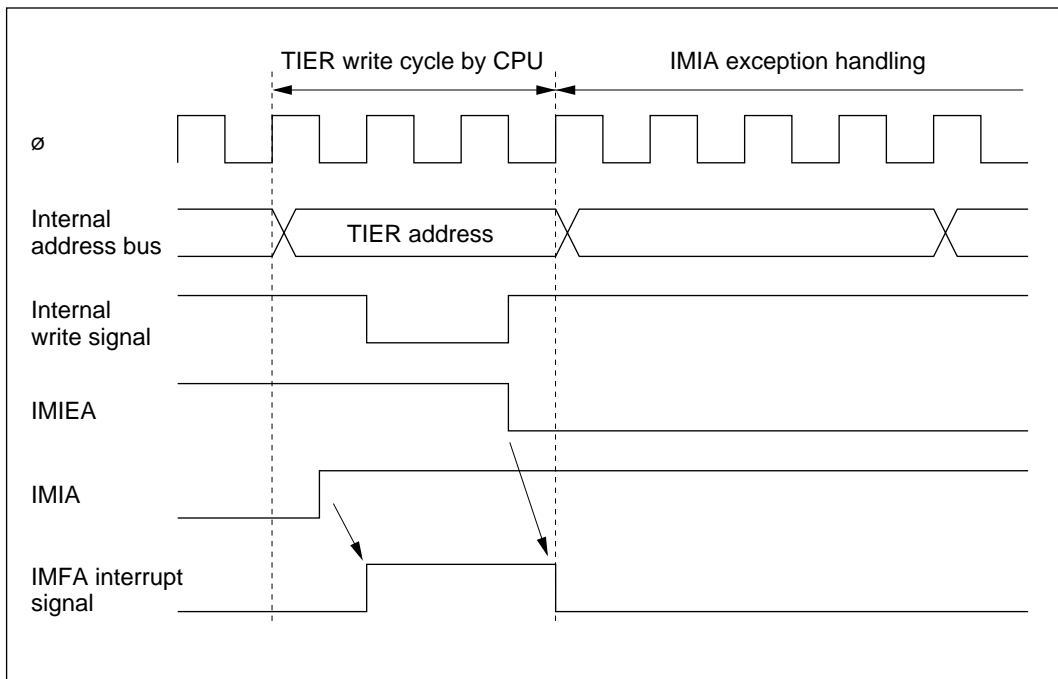 TIER write cycle by CPU
IMIA exception handling
ø
Internal
address bus
TIER address
Internal
write signal
IMIEA
IMIA
IMFA interrupt
signal